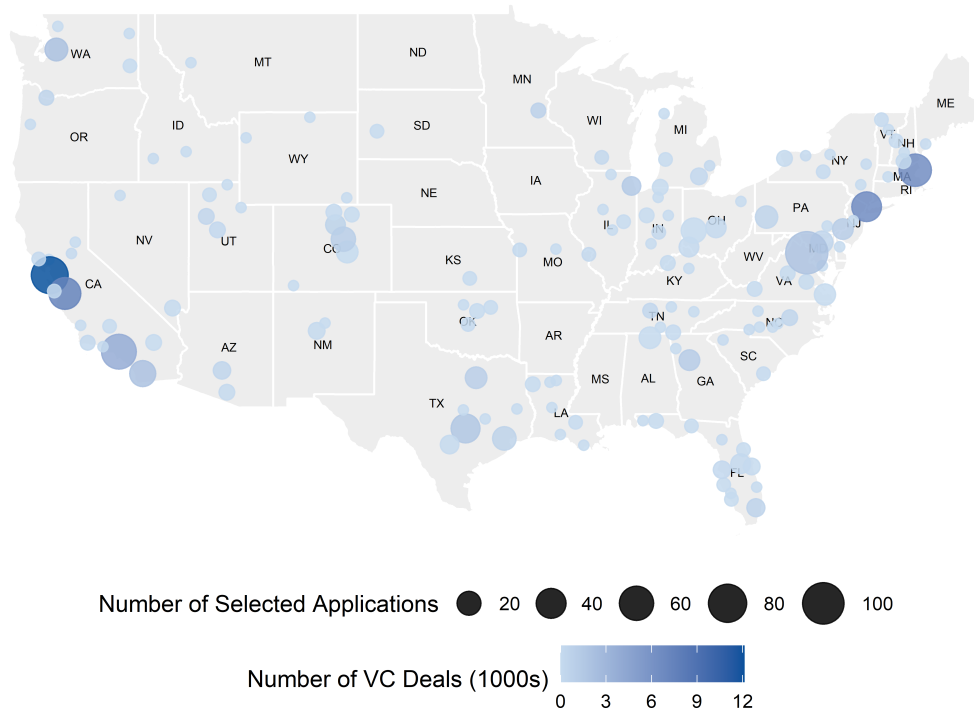 ME
ND
WA
MT
MN
WI
MI
SD
ID
OR
VT
NH
NY
WY
MA
RI
IA
NE
PA
OH
NJ
IL
IN
NV
UT
CO
MD
WV
KS
MO
VA
CA
KY
OK
TN
NC
AR
NM
AZ
SC
MS
AL
GA
TX
LA
FL
Number of Selected Applications 20 40 60 80 100
Number of VC Deals (1000s)
0 3 6 9 12